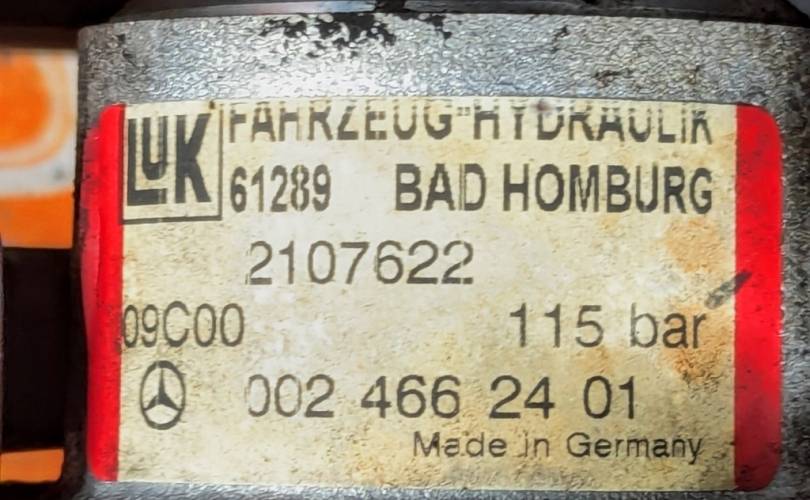 LuK FAHRZEUG-HYDRAULIK
61289 BAD HOMBURG
2107622
09C00 115 bar
002 466 24 01
Made in Germany